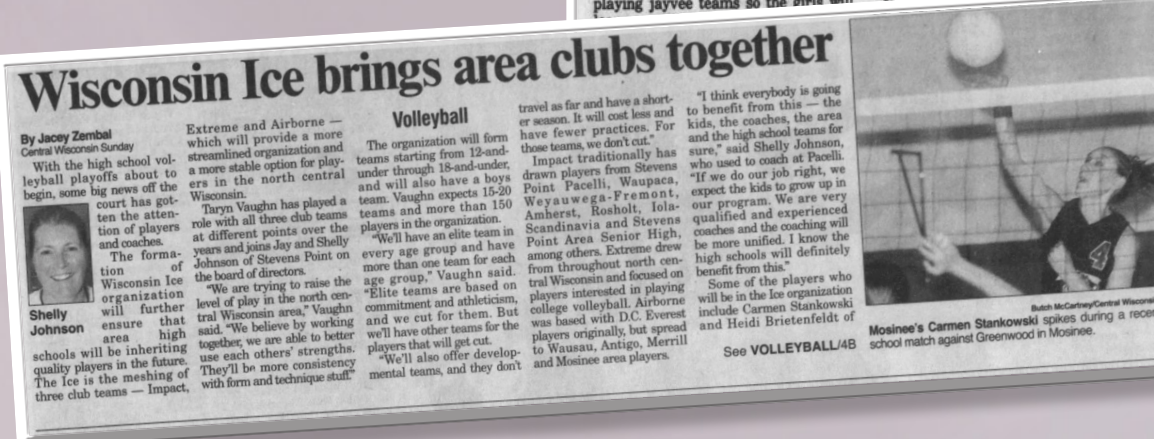 playing jayvee teams so the girls will
Wisconsin Ice brings area clubs together
By Jacey Zembal
Central Wisconsin Sunday
With the high school vol-
leyball playoffs about to
begin, some big news off the
court has got-
ten the atten-
tion of players
and coaches.
The forma-
tion of
Wisconsin Ice
organization
will further
ensure that
area high
schools will be inheriting
quality players in the future.
The Ice is the meshing of
three club teams — Impact,
Shelly
Johnson
Extreme and Airborne —
which will provide a more
streamlined organization and
a more stable option for play-
ers in the north central
Wisconsin.
Taryn Vaughn has played a
role with all three club teams
at different points over the
years and joins Jay and Shelly
Johnson of Stevens Point on
the board of directors.
"We are trying to raise the
level of play in the north cen-
tral Wisconsin area," Vaughn
said. "We believe by working
together, we are able to better
use each others' strengths.
They'll be more consistency
with form and technique stuff."
Volleyball
The organization will form
teams starting from 12-and-
under through 18-and-under,
and will also have a boys
team. Vaughn expects 15-20
teams and more than 150
players in the organization.
"We'll have an elite team in
every age group and have
more than one team for each
age group," Vaughn said.
"Elite teams are based on
commitment and athleticism,
and we cut for them. But
we'll have other teams for the
players that will get cut.
"We'll also offer develop-
mental teams, and they don't
travel as far and have a short-
er season. It will cost less and
have fewer practices. For
those teams, we don't cut."
Impact traditionally has
drawn players from Stevens
Point Pacelli, Waupaca,
Weyauwega-Fremont,
Amherst, Rosholt, Iola-
Scandinavia and Stevens
Point Area Senior High,
among others. Extreme drew
from throughout north cen-
tral Wisconsin and focused on
players interested in playing
college volleyball. Airborne
was based with D.C. Everest
players originally, but spread
to Wausau, Antigo, Merrill
and Mosinee area players.
"I think everybody is going
to benefit from this — the
kids, the coaches, the area
and the high school teams for
sure," said Shelly Johnson,
who used to coach at Pacelli.
"If we do our job right, we
expect the kids to grow up in
our program. We are very
qualified and experienced
coaches and the coaching will
be more unified. I know the
high schools will definitely
benefit from this."
Some of the players who
will be in the Ice organization
include Carmen Stankowski
and Heidi Brietenfeldt of
See VOLLEYBALL/4B
4
Butch McCartney/Central Wisconsin
Mosinee's Carmen Stankowski spikes during a
school match against Greenwood in Mosinee.